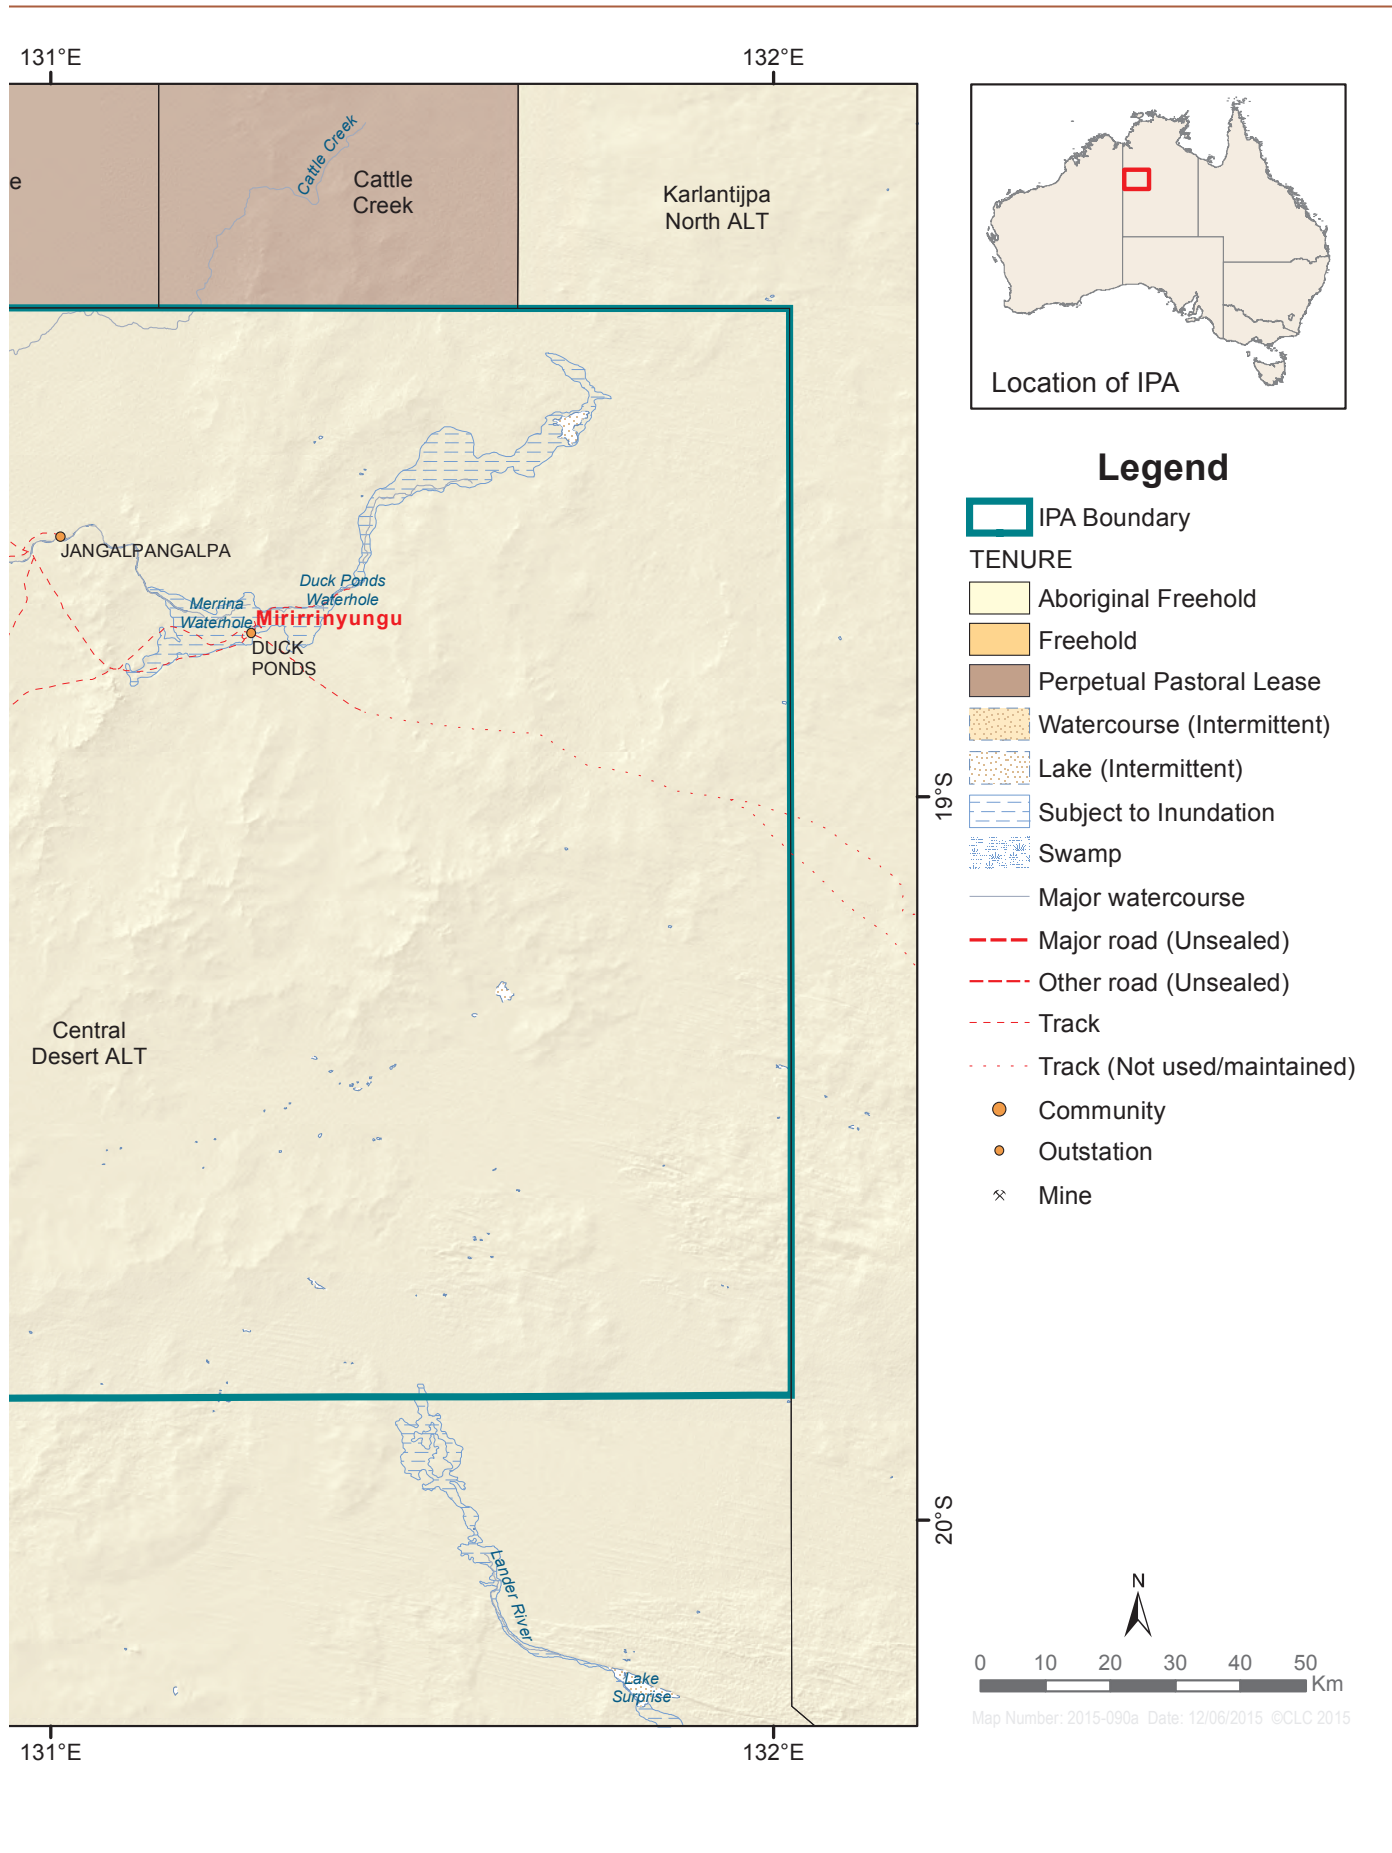 131°E
132°E
e
Cattle Creek
Cattle
Creek
Karlantijpa
North ALT
JANGALPANGALPA
Duck Ponds
Waterhole
Merrina
Waterhole
Miririnyungu
DUCK
PONDS
Central
Desert ALT
Lander River
Lake
Surprise
19°S
20°S
131°E
132°E
Location of IPA
Legend
IPA Boundary
TENURE
Aboriginal Freehold
Freehold
Perpetual Pastoral Lease
Watercourse (Intermittent)
Lake (Intermittent)
Subject to Inundation
Swamp
Major watercourse
Major road (Unsealed)
Other road (Unsealed)
Track
Track (Not used/maintained)
Community
Outstation
Mine
N
0 10 20 30 40 50
Km
Map Number: 2015-090a Date: 12/06/2015 ©CLC 2015